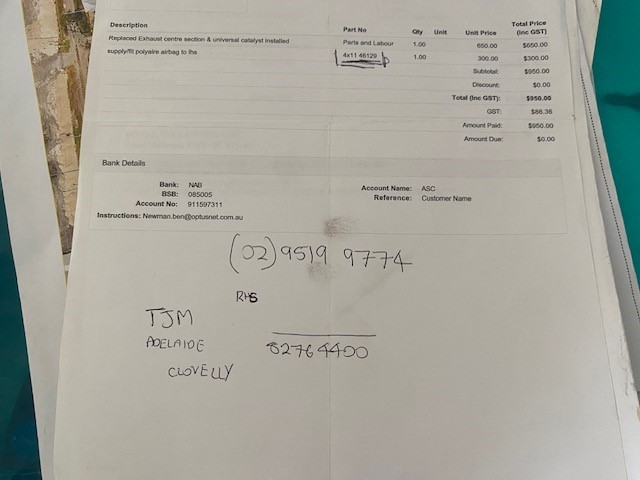 Description Part No Qty Unit Unit Price Total Price (inc GST)
Replaced Exhaust centre section & universal catalyst installed Parts and Labour 1.00 650.00 $650.00
supply/fit polyaire airbag to lhs 4x11 46129 1.00 300.00 $300.00
Subtotal: $950.00
Discount: $0.00
Total (Inc GST): $950.00
GST: $86.36
Amount Paid: $950.00
Amount Due: $0.00
Bank Details
Bank: NAB Account Name: ASC
BSB: 085005 Reference: Customer Name
Account No: 911597311
Instructions: Newman.ben@optusnet.com.au
(02) 9519 9774
RHS
TJM
ADELAIDE 82764400
CLOVELLY